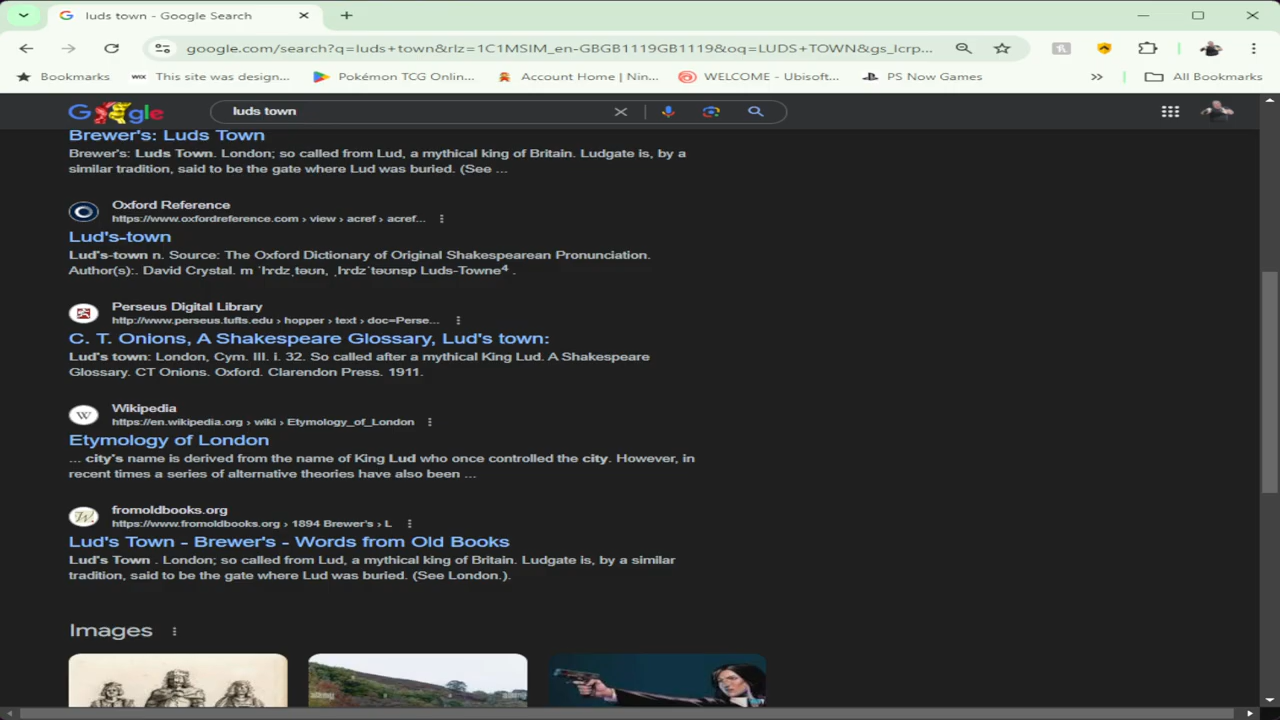 luds town - Google Search
google.com/search?q=luds+town&rlz=1C1MSIM_en-GBGB1119GB1119&oq=LUDS+TOWN&gs_lcrp...
Bookmarks
WiX This site was design...
Pokémon TCG Onlin...
Account Home | Nin...
WELCOME - Ubisoft...
PS Now Games
»
All Bookmarks
Google
luds town
Brewer's: Luds Town
Brewer's: Luds Town. London; so called from Lud, a mythical king of Britain. Ludgate is, by a
similar tradition, said to be the gate where Lud was buried. (See ...
Oxford Reference
https://www.oxfordreference.com › view › acref › acref...
Lud's-town
Lud's-town n. Source: The Oxford Dictionary of Original Shakespearean Pronunciation.
Author(s):. David Crystal. m Luds-Towne⁴ .
Perseus Digital Library
http://www.perseus.tufts.edu › hopper › text › doc=Perse...
C. T. Onions, A Shakespeare Glossary, Lud's town:
Lud's town: London, Cym. III. i. 32. So called after a mythical King Lud. A Shakespeare
Glossary. CT Onions. Oxford. Clarendon Press. 1911.
W
Wikipedia
https://en.wikipedia.org › wiki › Etymology_of_London
Etymology of London
... city's name is derived from the name of King Lud who once controlled the city. However, in
recent times a series of alternative theories have also been ...
W
fromoldbooks.org
https://www.fromoldbooks.org › 1894 Brewer's › L
Lud's Town - Brewer's - Words from Old Books
Lud's Town . London; so called from Lud, a mythical king of Britain. Ludgate is, by a similar
tradition, said to be the gate where Lud was buried. (See London.).
Images